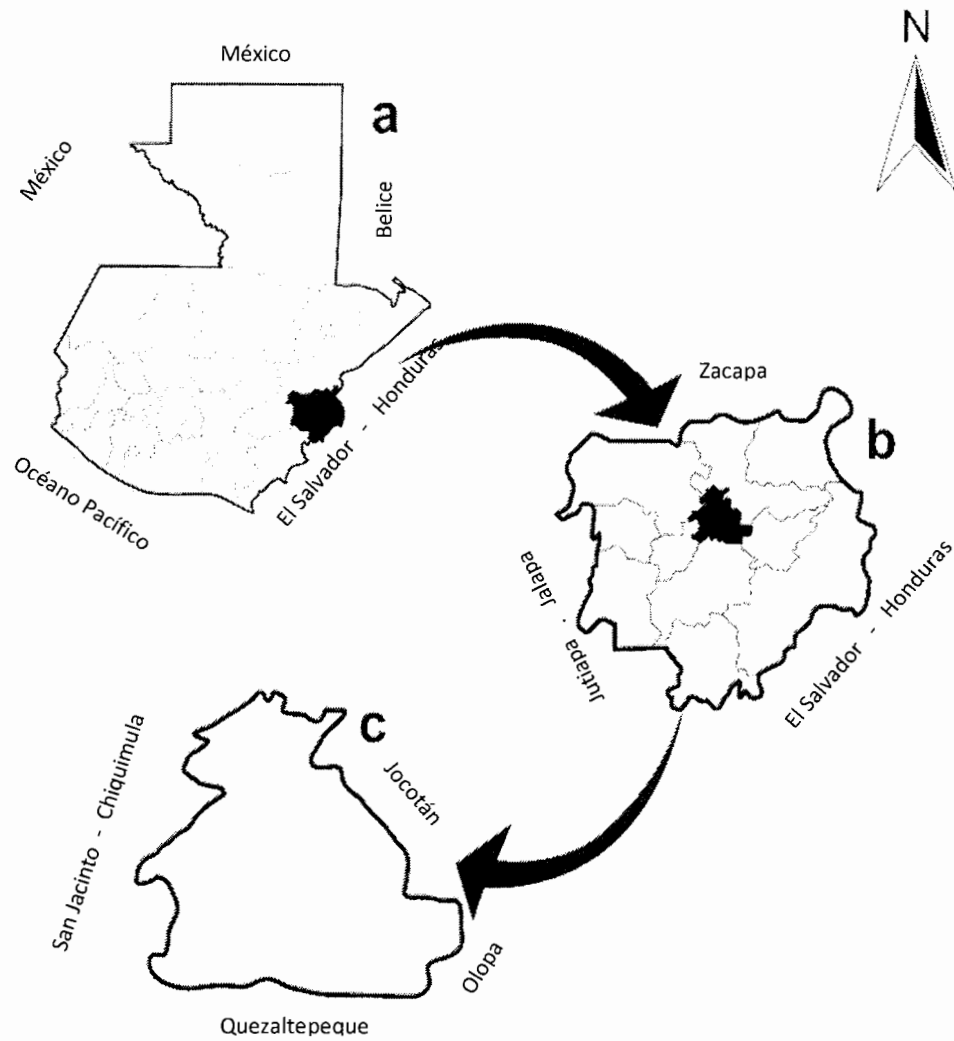 N
México
a
México
Belice
El Salvador - Honduras
Océano Pacífico
Zacapa
b
Jalapa - Jutiapa
El Salvador - Honduras
c
San Jacinto - Chiquimula
Jocotán
Olopa
Quezaltepeque